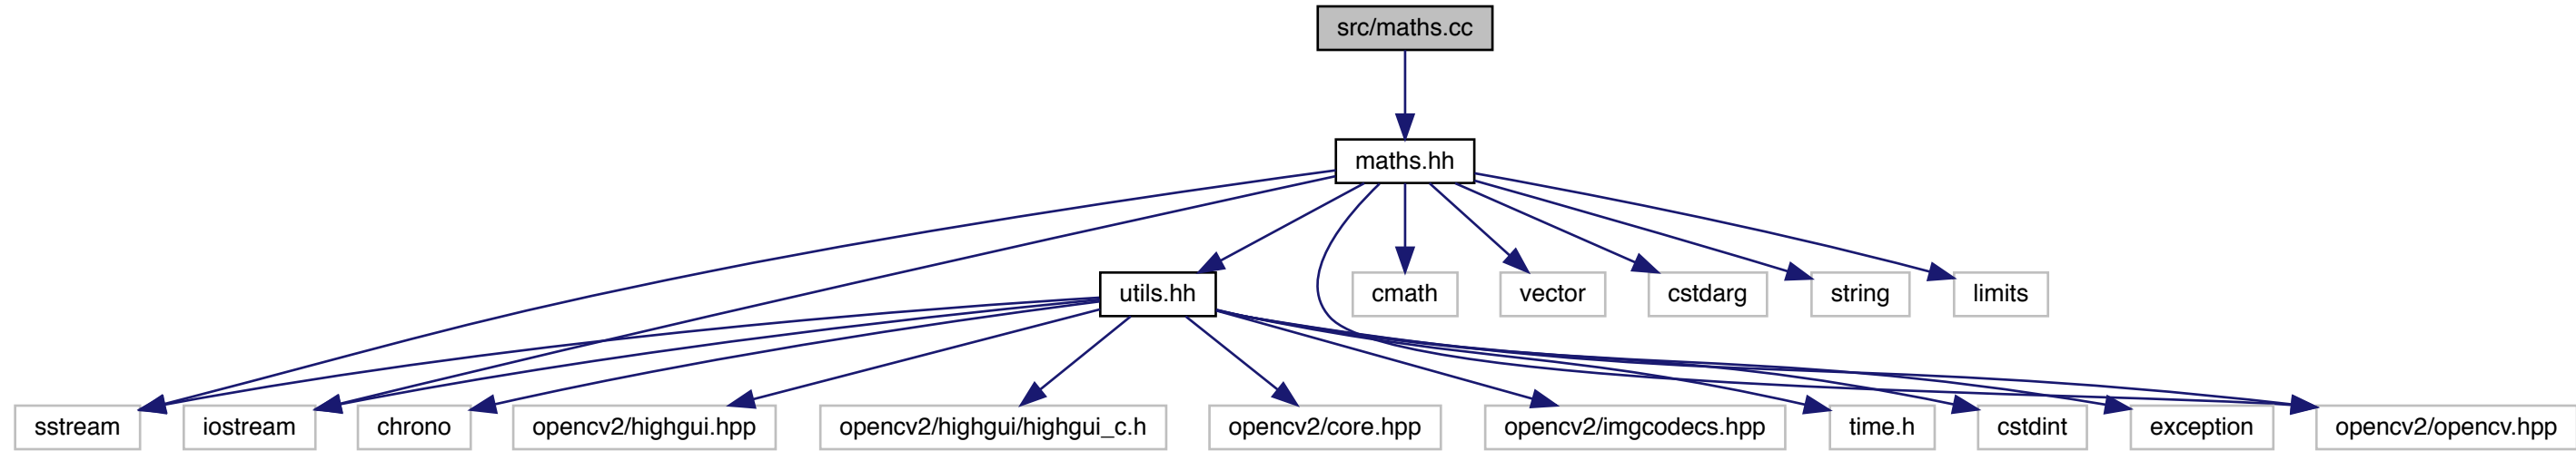 src/maths.cc
maths.hh
utils.hh
cmath
vector
cstdarg
string
limits
sstream
iostream
chrono
opencv2/highgui.hpp
opencv2/highgui/highgui_c.h
opencv2/core.hpp
opencv2/imgcodecs.hpp
time.h
cstdint
exception
opencv2/opencv.hpp